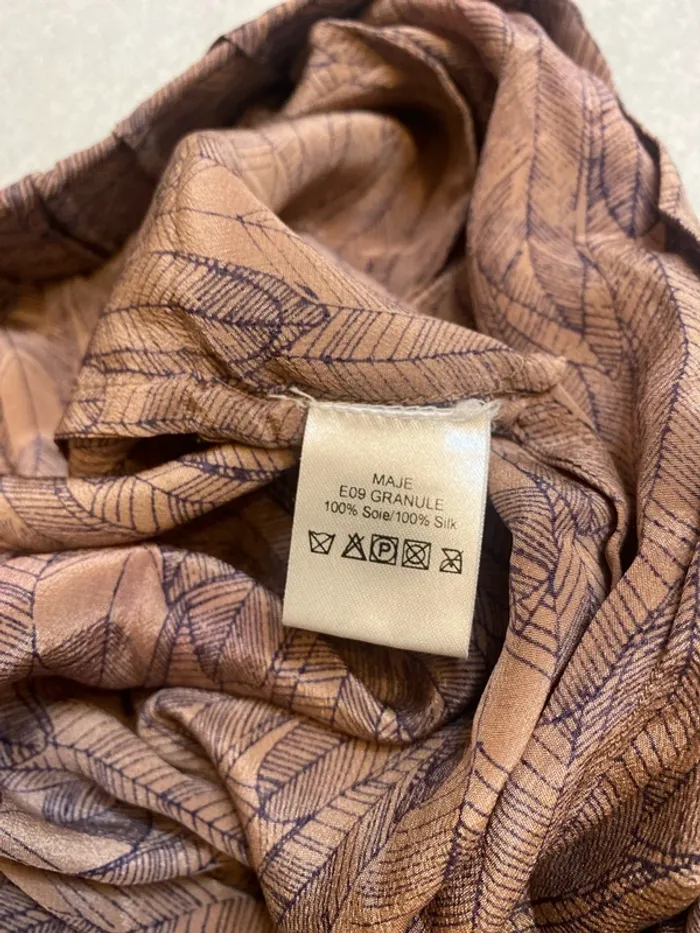 MAJE
E09 GRANULE
100% Soie/100% Silk
P